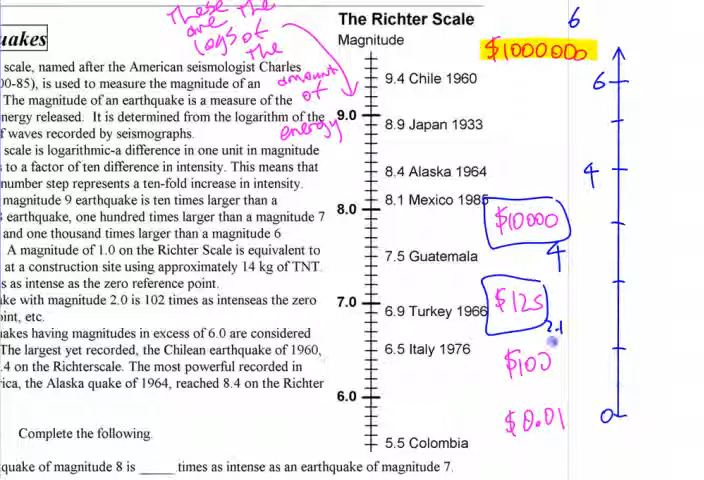 These
are the
logs of
the
amount
of
energy
uakes
scale, named after the American seismologist Charles
00-85), is used to measure the magnitude of an
The magnitude of an earthquake is a measure of the
nergy released. It is determined from the logarithm of the
f waves recorded by seismografs.
scale is logarithmic-a difference in one unit in magnitude
to a factor of ten difference in intensity. This means that
number step represents a ten-fold increase in intensity.
magnitude 9 earthquake is ten times larger than a
earthquake, one hundred times larger than a magnitude 7
and one thousand times larger than a magnitude 6
A magnitude of 1.0 on the Richter Scale is equivalent to
at a construction site using approximately 14 kg of TNT.
s as intense as the zero reference point.
ke with magnitude 2.0 is 102 times as intenseas the zero
oint, etc.
akes having magnitudes in excess of 6.0 are considered
The largest yet recorded, the Chilean earthquake of 1960,
.4 on the Richterscale. The most powerful recorded in
rica, the Alaska quake of 1964, reached 8.4 on the Richter
Complete the following.
quake of magnitude 8 is _____ times as intense as an earthquake of magnitude 7.
The Richter Scale
Magnitude
9.4 Chile 1960
9.0
8.9 Japan 1933
8.4 Alaska 1964
8.1 Mexico 1985
8.0
7.5 Guatemala
7.0
6.9 Turkey 1966
6.5 Italy 1976
6.0
5.5 Colombia
6
$1000000
$10000
4
$125
2.1
$100
$0.01
6
4
0